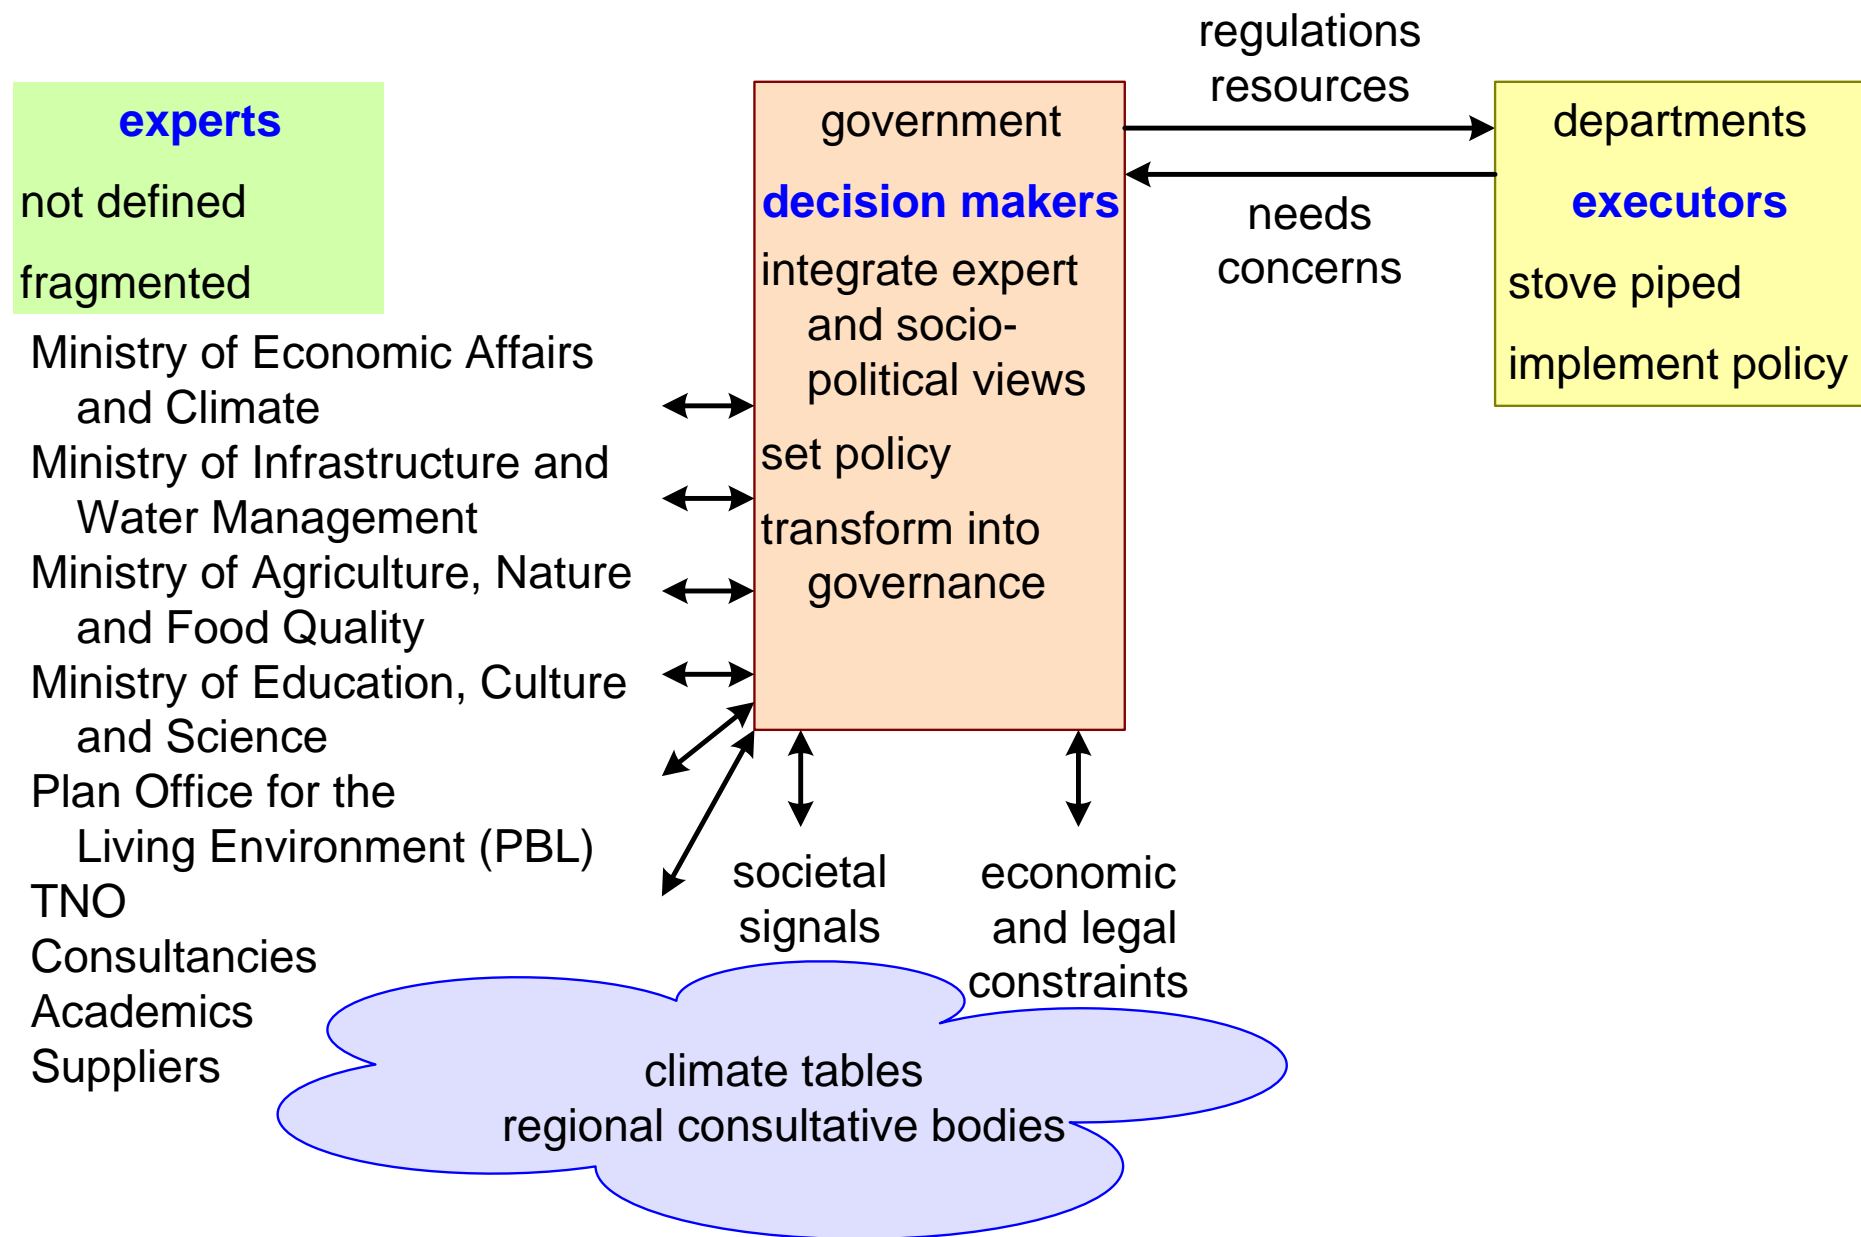 experts
not defined
fragmented
Ministry of Economic Affairs
and Climate
Ministry of Infrastructure and
Water Management
Ministry of Agriculture, Nature
and Food Quality
Ministry of Education, Culture
and Science
Plan Office for the
Living Environment (PBL)
TNO
Consultancies
Academics
Suppliers
government
decision makers
integrate expert
and socio-
political views
set policy
transform into
governance
regulations
resources
needs
concerns
departments
executors
stove piped
implement policy
societal
signals
economic
and legal
constraints
climate tables
regional consultative bodies